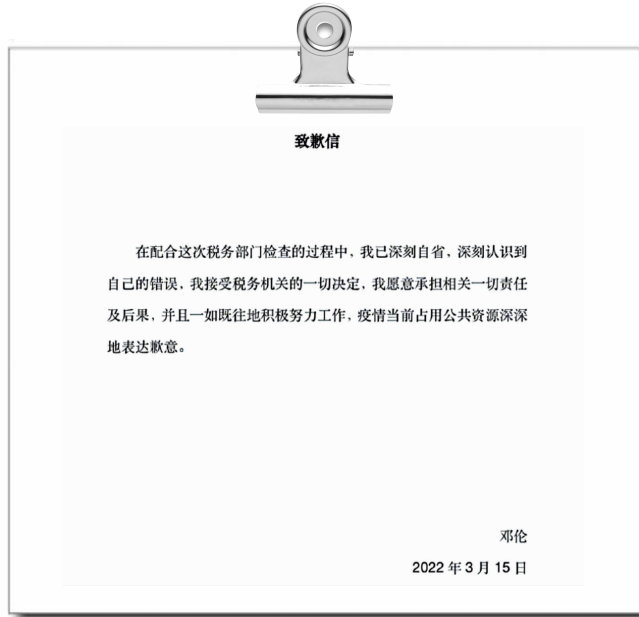 致歉信
在配合这次税务部门检查的过程中，我已深刻自省，深刻认识到
自己的错误，我接受税务机关的一切决定，我愿意承担相关一切责任
及后果，并且一如既往地积极努力工作，疫情当前占用公共资源深深
地表达歉意。
邓伦
2022 年 3 月 15 日